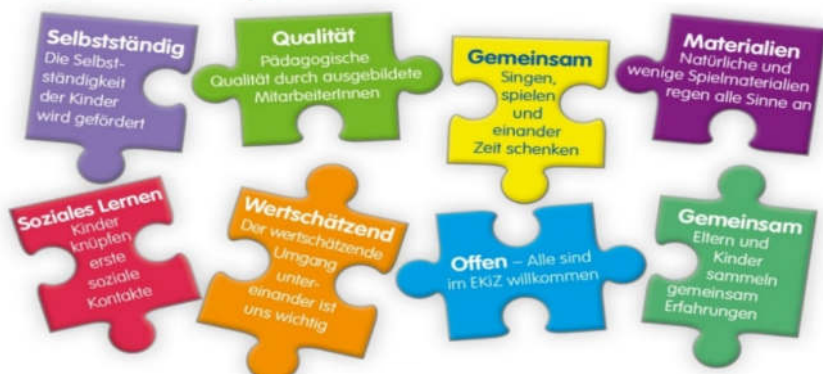 Selbstständig
Die Selbst-
ständigkeit
der Kinder
wird gefördert
Qualität
Pädagogische
Qualität durch ausgebildete
MitarbeiterInnen
Gemeinsam
Singen,
spielen
und
einander
Zeit schenken
Materialien
Natürliche und
wenige Spielmaterialien
regen alle Sinne an
Soziales Lernen
Kinder
knüpfen
erste
soziale
Kontakte
Wertschätzend
Der wertschätzende
Umgang
unter-
einander ist
uns wichtig
Offen – Alle sind
im EKiZ willkommen
Gemeinsam
Eltern und
Kinder
sammeln
gemeinsam
Erfahrungen